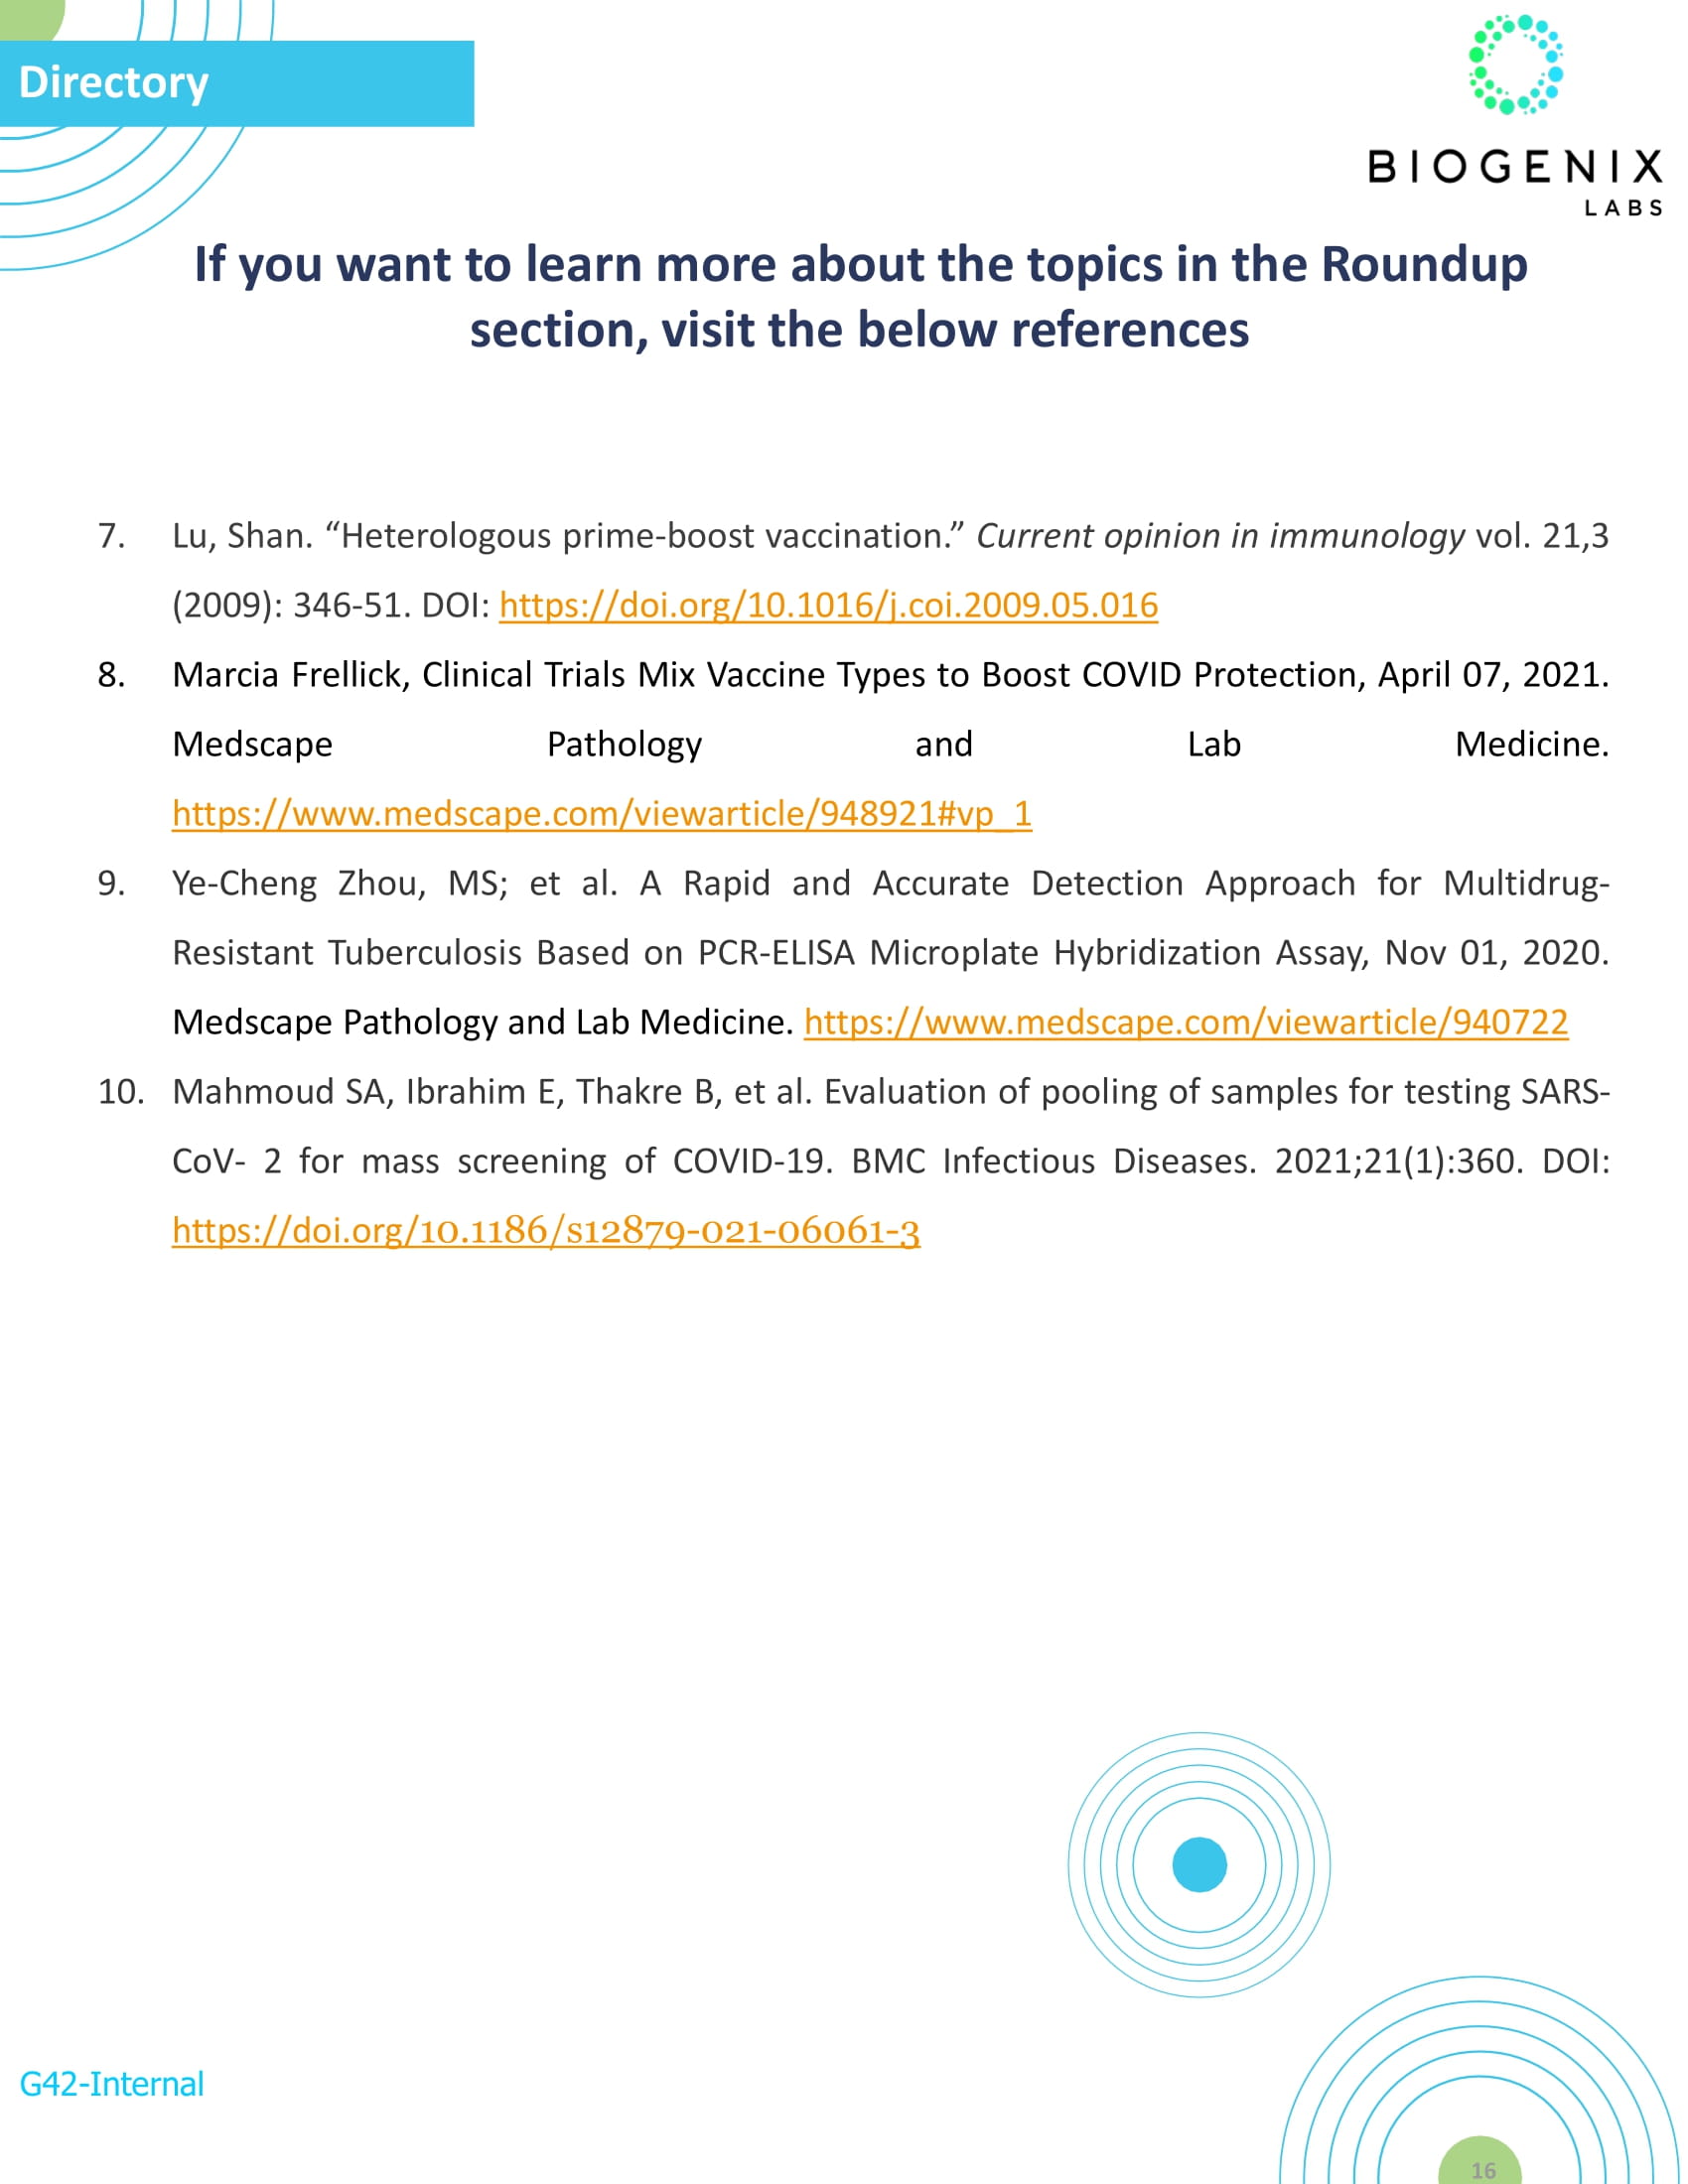 Directory
BIOGENIX
LABS
If you want to learn more about the topics in the Roundup
section, visit the below references
7. Lu, Shan. “Heterologous prime-boost vaccination.” Current opinion in immunology vol. 21,3
(2009): 346-51. DOI: https://doi.org/10.1016/j.coi.2009.05.016
8. Marcia Frellick, Clinical Trials Mix Vaccine Types to Boost COVID Protection, April 07, 2021.
Medscape Pathology and Lab Medicine.
https://www.medscape.com/viewarticle/948921#vp_1
9. Ye-Cheng Zhou, MS; et al. A Rapid and Accurate Detection Approach for Multidrug-
Resistant Tuberculosis Based on PCR-ELISA Microplate Hybridization Assay, Nov 01, 2020.
Medscape Pathology and Lab Medicine. https://www.medscape.com/viewarticle/940722
10. Mahmoud SA, Ibrahim E, Thakre B, et al. Evaluation of pooling of samples for testing SARS-
CoV- 2 for mass screening of COVID-19. BMC Infectious Diseases. 2021;21(1):360. DOI:
https://doi.org/10.1186/s12879-021-06061-3
G42-Internal
16